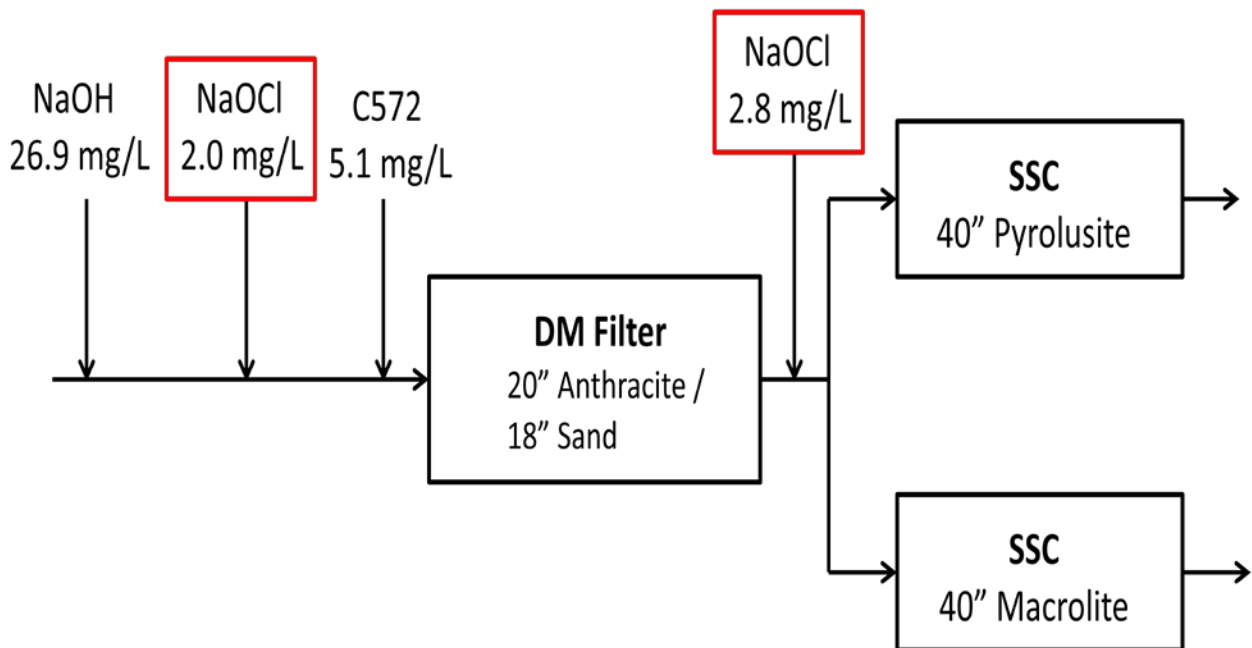 NaOH
26.9 mg/L
NaOCl
2.0 mg/L
C572
5.1 mg/L
NaOCl
2.8 mg/L
DM Filter
20” Anthracite /
18” Sand
SSC
40” Pyrolusite
SSC
40” Macrolite